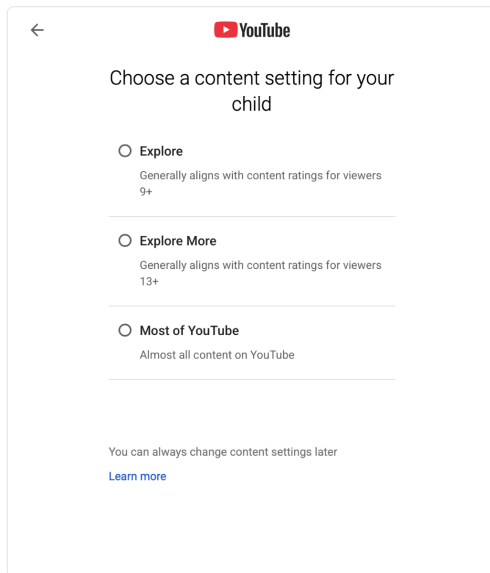 YouTube
Choose a content setting for your
child
Explore
Generally aligns with content ratings for viewers
9+
Explore More
Generally aligns with content ratings for viewers
13+
Most of YouTube
Almost all content on YouTube
You can always change content settings later
Learn more